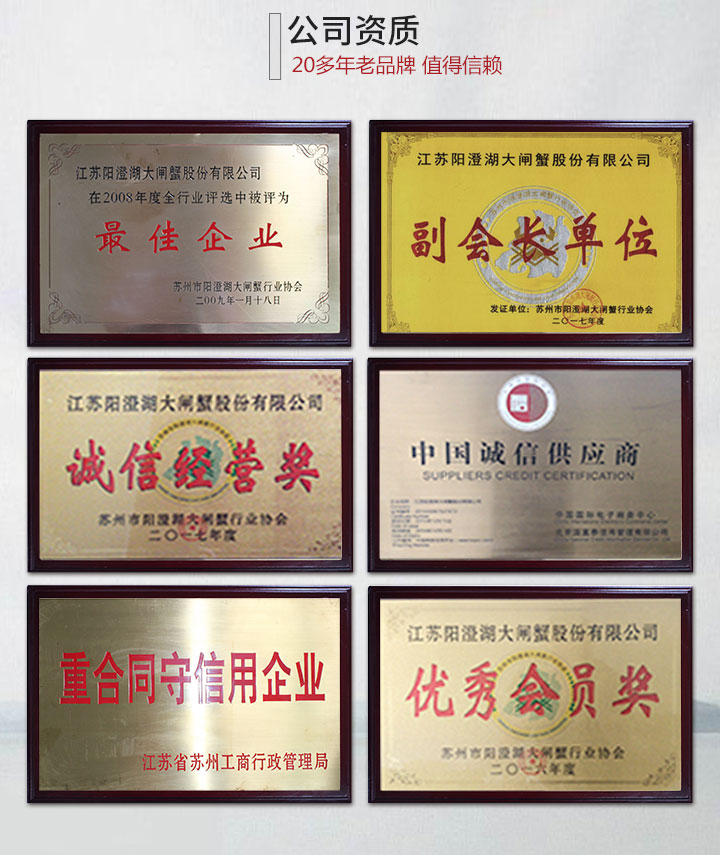 公司资质
20多年老品牌 值得信赖
江苏阳澄湖大闸蟹股份有限公司
在2008年度全行业评选中被评为
最佳企业
苏州市阳澄湖大闸蟹行业协会
二00九年一月十八日
江苏阳澄湖大闸蟹股份有限公司
副会长单位
发证单位：苏州市阳澄湖大闸蟹行业协会
二〇一七年度
江苏阳澄湖大闸蟹股份有限公司
诚信经营奖
苏州市阳澄湖大闸蟹行业协会
二〇一七年度
中国诚信供应商
SUPPLIERS CREDIT CERTIFICATION
中国国际电子商务中心
重合同守信用企业
江苏省苏州工商行政管理局
江苏阳澄湖大闸蟹股份有限公司
优秀会员奖
苏州市阳澄湖大闸蟹行业协会
二〇一六年度